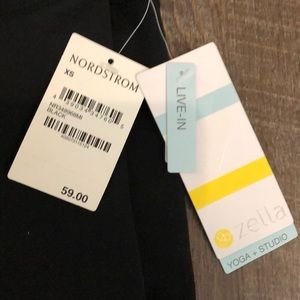 NORDSTROM
XS
BLACK
59.00
LIVE-IN
zella
YOGA + STUDIO